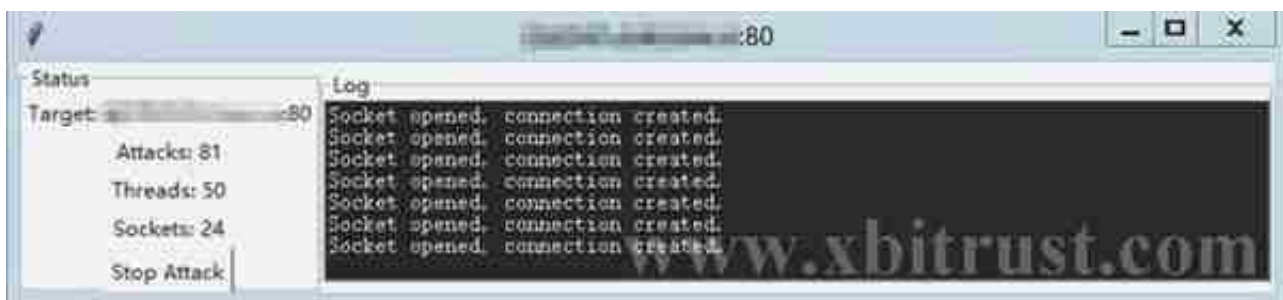 :80
Status
Target: :80
Attacks: 81
Threads: 50
Sockets: 24
Stop Attack
Log
Socket opened, connection created.
Socket opened, connection created.
Socket opened, connection created.
Socket opened, connection created.
Socket opened, connection created.
Socket opened, connection created.
Socket opened, connection created.
www.xbitrust.com